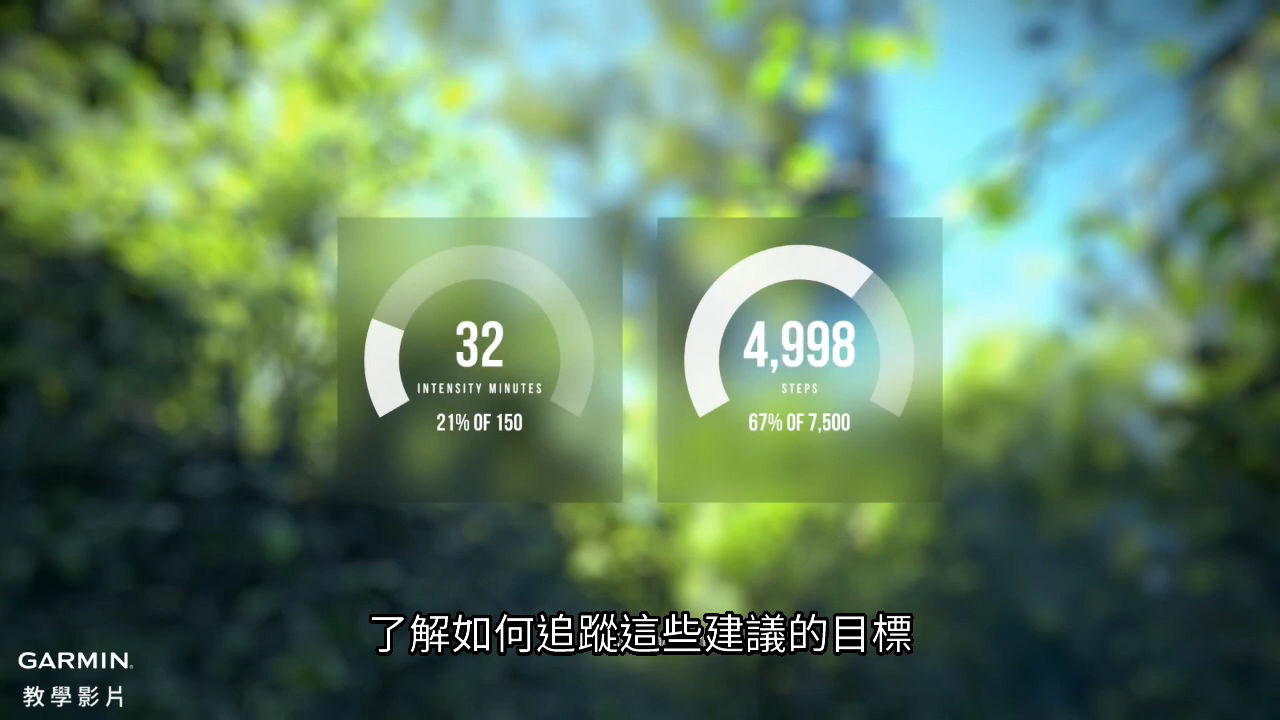 32
INTENSITY MINUTES
21% OF 150
4,998
STEPS
67% OF 7,500
了解如何追蹤這些建議的目標
GARMIN.
教學影片